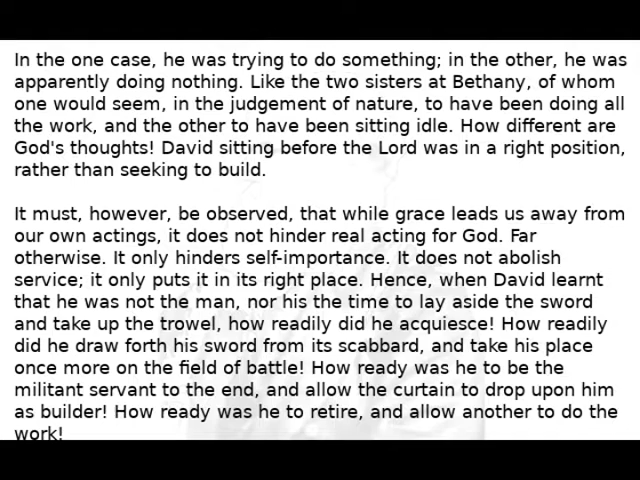 In the one case, he was trying to do something; in the other, he was
apparently doing nothing. Like the two sisters at Bethany, of whom
one would seem, in the judgement of nature, to have been doing all
the work, and the other to have been sitting idle. How different are
God's thoughts! David sitting before the Lord was in a right position,
rather than seeking to build.

It must, however, be observed, that while grace leads us away from
our own actings, it does not hinder real acting for God. Far
otherwise. It only hinders self-importance. It does not abolish
service; it only puts it in its right place. Hence, when David learnt
that he was not the man, nor his the time to lay aside the sword
and take up the trowel, how readily did he acquiesce! How readily
did he draw forth his sword from its scabbard, and take his place
once more on the field of battle! How ready was he to be the
militant servant to the end, and allow the curtain to drop upon him
as builder! How ready was he to retire, and allow another to do the
work!